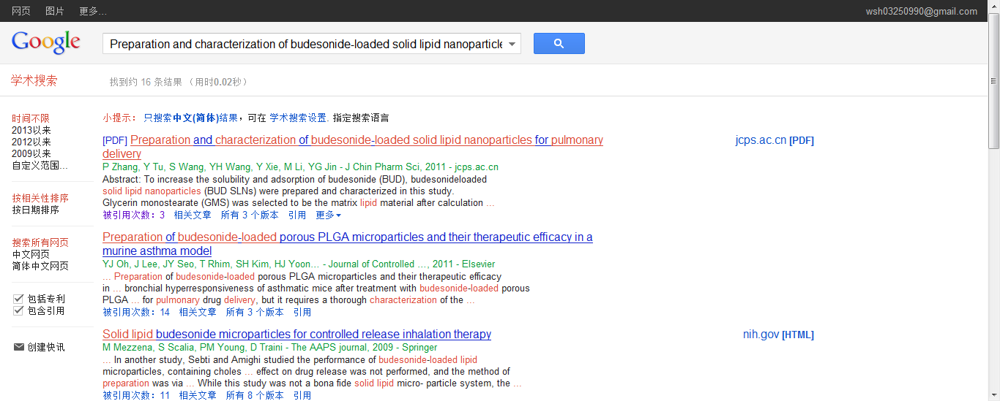 网页 图片 更多... wsh03250990@gmail.com
Google Preparation and characterization of budesonide-loaded solid lipid nanoparticle
学术搜索 找到约 16 条结果 （用时0.02秒）
时间不限
2013以来
2012以来
2009以来
自定义范围...
按相关性排序
按日期排序
搜索所有网页
中文网页
简体中文网页
包括专利
包含引用
创建快讯
小提示： 只搜索中文(简体)结果，可在 学术搜索设置. 指定搜索语言
[PDF] Preparation and characterization of budesonide-loaded solid lipid nanoparticles for pulmonary
delivery
jcps.ac.cn [PDF]
P Zhang, Y Tu, S Wang, YH Wang, Y Xie, M Li, YG Jin - J Chin Pharm Sci, 2011 - jcps.ac.cn
Abstract: To increase the solubility and adsorption of budesonide (BUD), budesonideloaded
solid lipid nanoparticles (BUD SLNs) were prepared and characterized in this study.
Glycerin monostearate (GMS) was selected to be the matrix lipid material after calculation ...
被引用次数：3 相关文章 所有 3 个版本 引用 更多
Preparation of budesonide-loaded porous PLGA microparticles and their therapeutic efficacy in a
murine asthma model
YJ Oh, J Lee, JY Seo, T Rhim, SH Kim, HJ Yoon... - Journal of Controlled ..., 2011 - Elsevier
... Preparation of budesonide-loaded porous PLGA microparticles and their therapeutic efficacy
in ... bronchial hyperresponsiveness of asthmatic mice after treatment with budesonide-loaded porous
PLGA ... for pulmonary drug delivery, but it requires a thorough characterization of the ...
被引用次数：14 相关文章 所有 3 个版本 引用
Solid lipid budesonide microparticles for controlled release inhalation therapy
nih.gov [HTML]
M Mezzena, S Scalia, PM Young, D Traini - The AAPS journal, 2009 - Springer
... In another study, Sebti and Amighi studied the performance of budesonide-loaded lipid
microparticles, containing choles ... effect on drug release was not performed, and the method of
preparation was via ... While this study was not a bona fide solid lipid micro- particle system, the ...
被引用次数：11 相关文章 所有 8 个版本 引用